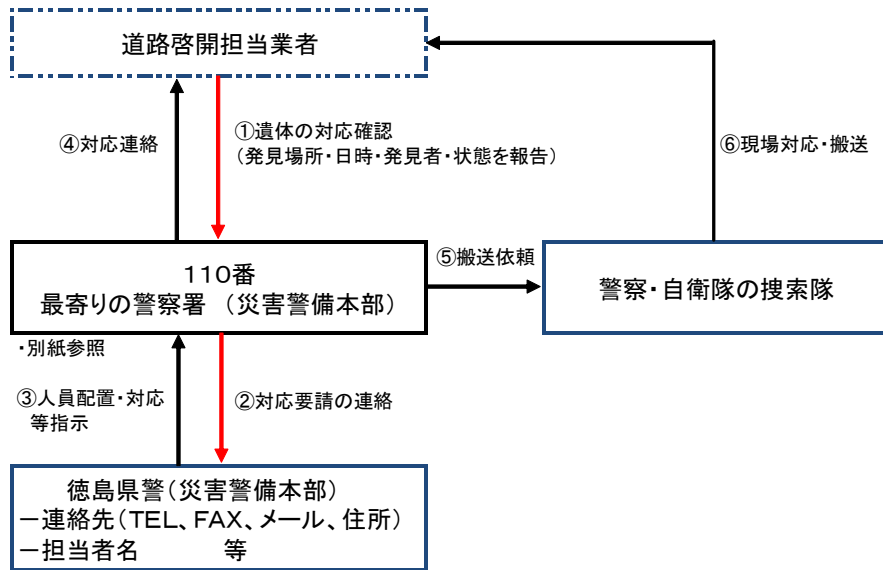 道路啓開担当業者
④対応連絡
①遺体の対応確認
(発見場所・日時・発見者・状態を報告)
⑥現場対応・搬送
110番
最寄りの警察署 (災害警備本部)
⑤搬送依頼
警察・自衛隊の捜索隊
・別紙参照
③人員配置・対応
等指示
②対応要請の連絡
徳島県警(災害警備本部)
－連絡先(TEL、FAX、メール、住所)
－担当者名 等